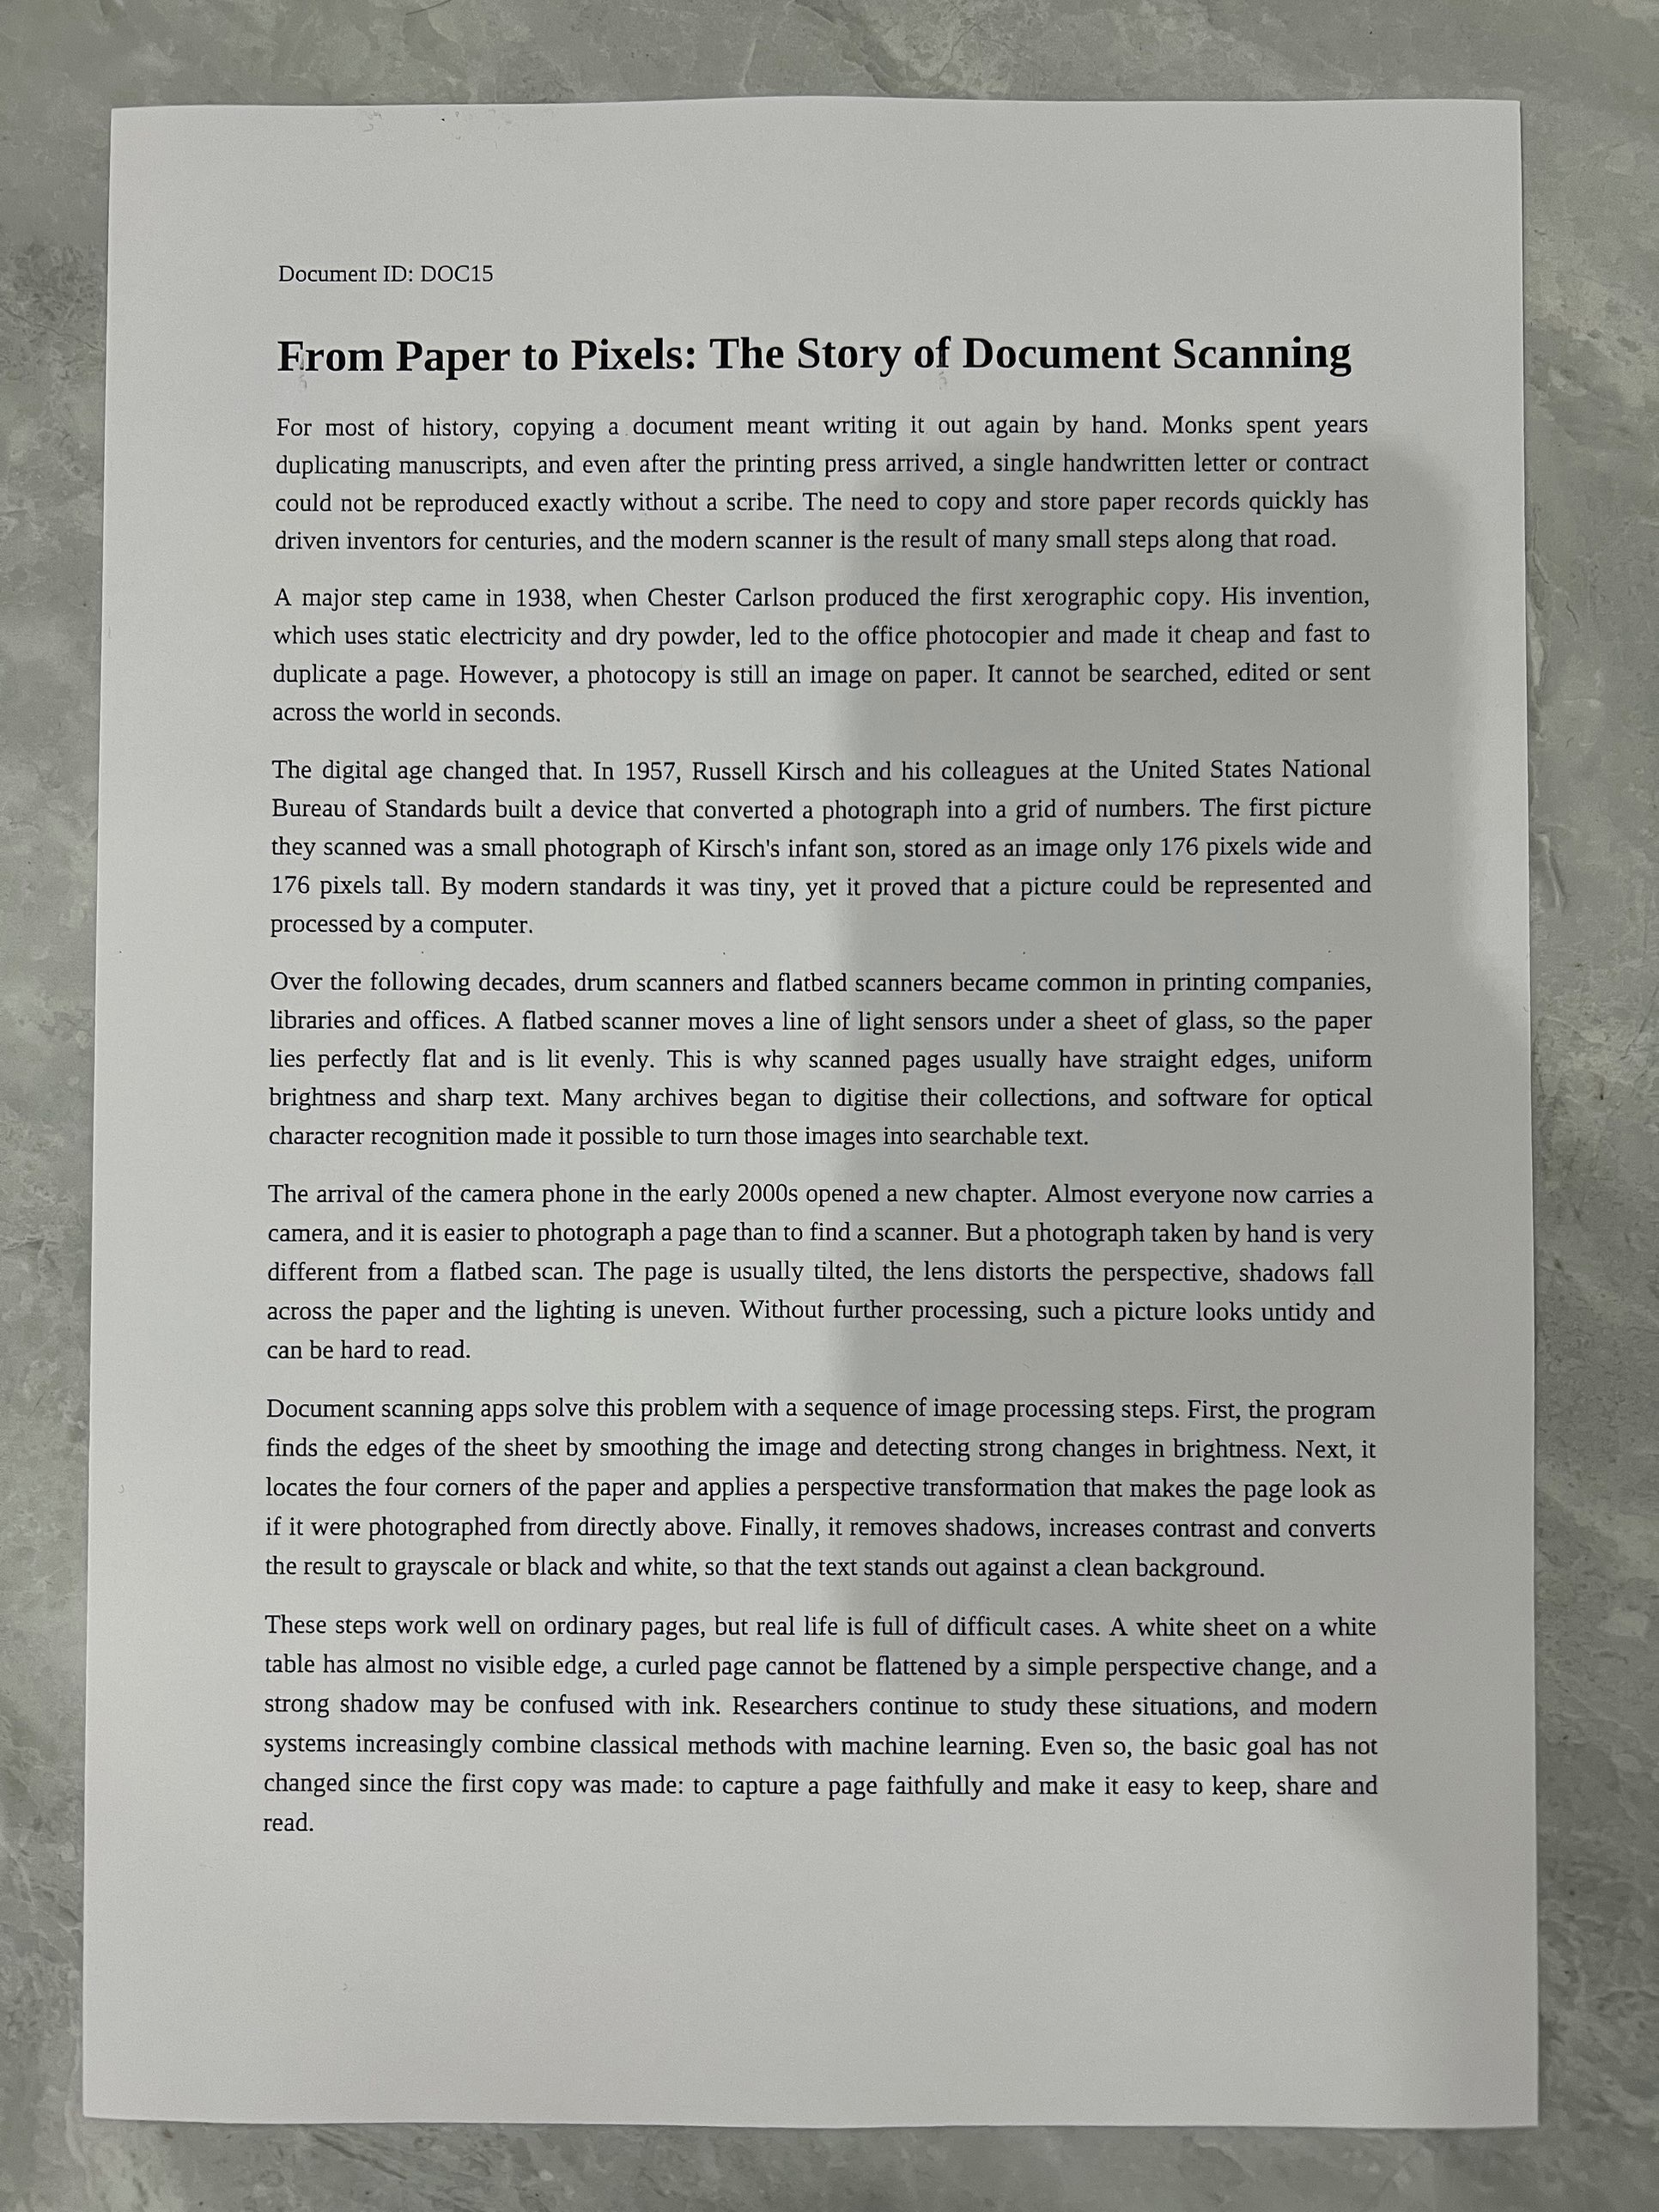 Document ID: DOC15
From Paper to Pixels: The Story of Document Scanning
For most of history, copying a document meant writing it out again by hand. Monks spent years
duplicating manuscripts, and even after the printing press arrived, a single handwritten letter or contract
could not be reproduced exactly without a scribe. The need to copy and store paper records quickly has
driven inventors for centuries, and the modern scanner is the result of many small steps along that road.
A major step came in 1938, when Chester Carlson produced the first xerographic copy. His invention,
which uses static electricity and dry powder, led to the office photocopier and made it cheap and fast to
duplicate a page. However, a photocopy is still an image on paper. It cannot be searched, edited or sent
across the world in seconds.
The digital age changed that. In 1957, Russell Kirsch and his colleagues at the United States National
Bureau of Standards built a device that converted a photograph into a grid of numbers. The first picture
they scanned was a small photograph of Kirsch's infant son, stored as an image only 176 pixels wide and
176 pixels tall. By modern standards it was tiny, yet it proved that a picture could be represented and
processed by a computer.
Over the following decades, drum scanners and flatbed scanners became common in printing companies,
libraries and offices. A flatbed scanner moves a line of light sensors under a sheet of glass, so the paper
lies perfectly flat and is lit evenly. This is why scanned pages usually have straight edges, uniform
brightness and sharp text. Many archives began to digitise their collections, and software for optical
character recognition made it possible to turn those images into searchable text.
The arrival of the camera phone in the early 2000s opened a new chapter. Almost everyone now carries a
camera, and it is easier to photograph a page than to find a scanner. But a photograph taken by hand is very
different from a flatbed scan. The page is usually tilted, the lens distorts the perspective, shadows fall
across the paper and the lighting is uneven. Without further processing, such a picture looks untidy and
can be hard to read.
Document scanning apps solve this problem with a sequence of image processing steps. First, the program
finds the edges of the sheet by smoothing the image and detecting strong changes in brightness. Next, it
locates the four corners of the paper and applies a perspective transformation that makes the page look as
if it were photographed from directly above. Finally, it removes shadows, increases contrast and converts
the result to grayscale or black and white, so that the text stands out against a clean background.
These steps work well on ordinary pages, but real life is full of difficult cases. A white sheet on a white
table has almost no visible edge, a curled page cannot be flattened by a simple perspective change, and a
strong shadow may be confused with ink. Researchers continue to study these situations, and modern
systems increasingly combine classical methods with machine learning. Even so, the basic goal has not
changed since the first copy was made: to capture a page faithfully and make it easy to keep, share and
read.